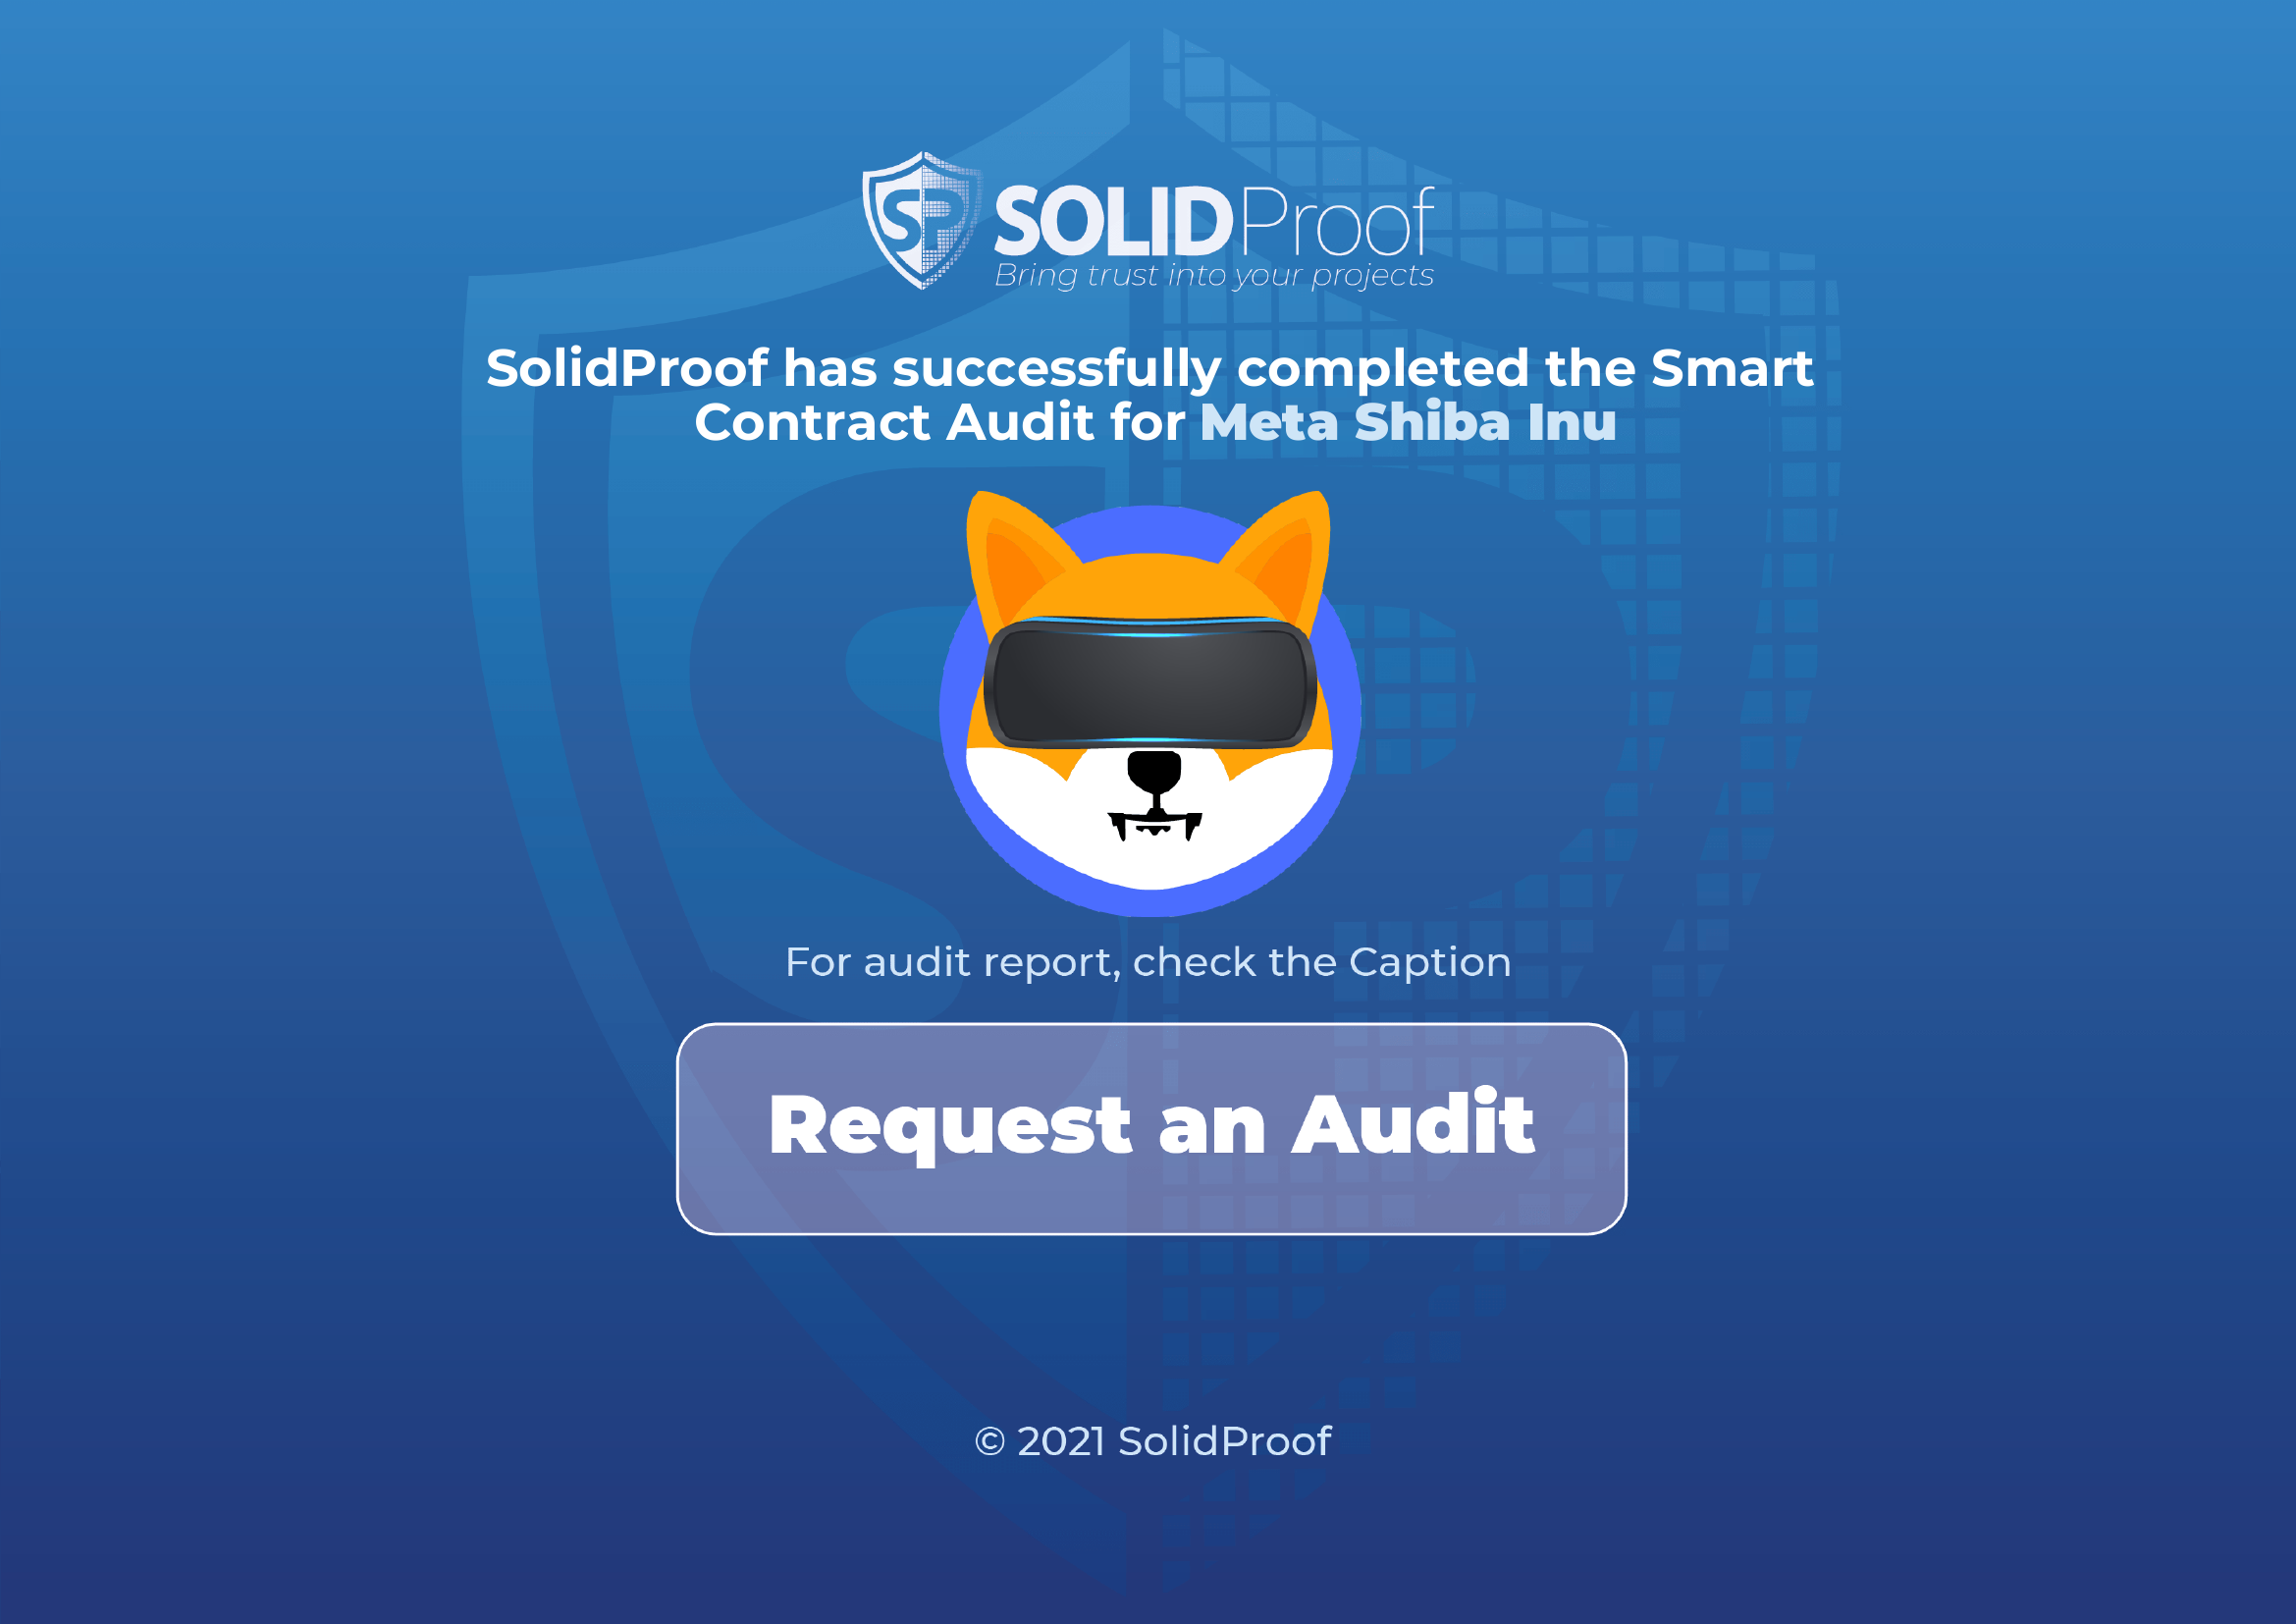 SP SOLIDProof
Bring trust into your projects
SolidProof has successfully completed the Smart
Contract Audit for Meta Shiba Inu
For audit report, check the Caption
Request an Audit
© 2021 SolidProof